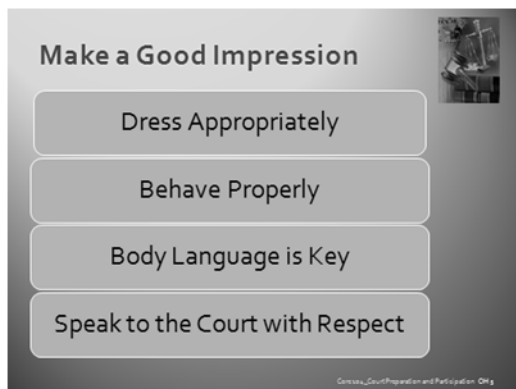 Make a Good Impression
Dress Appropriately
Behave Properly
Body Language is Key
Speak to the Court with Respect
Court Preparation and Participation OH